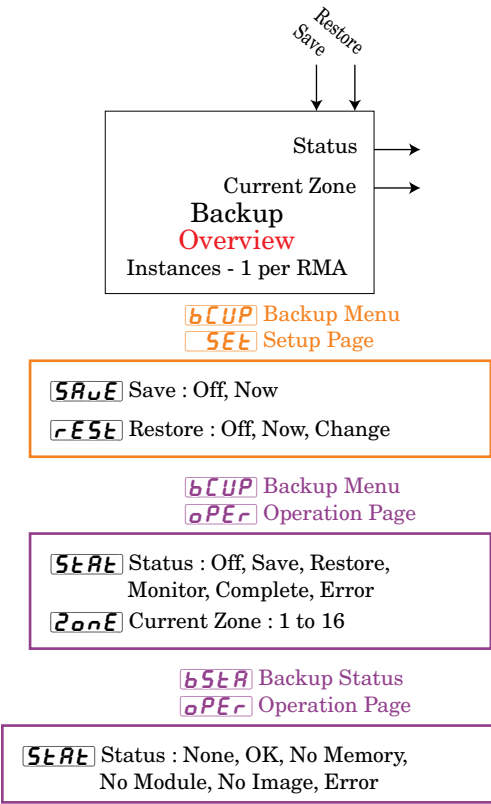 Save
Restore
Status
Current Zone
Backup
Overview
Instances - 1 per RMA
bCUP Backup Menu
SEt Setup Page
SAuE Save : Off, Now
rESt Restore : Off, Now, Change
bCUP Backup Menu
oPEr Operation Page
StAt Status : Off, Save, Restore,
Monitor, Complete, Error
ZonE Current Zone : 1 to 16
bStA Backup Status
oPEr Operation Page
StAt Status : None, OK, No Memory,
No Module, No Image, Error